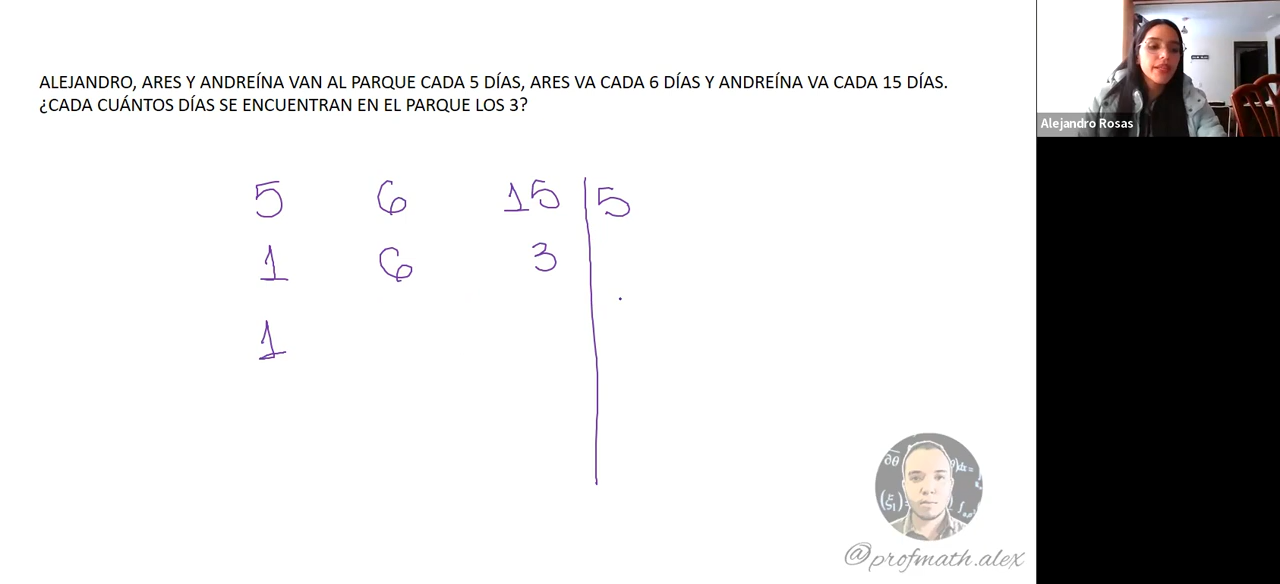 ALEJANDRO, ARES Y ANDREÍNA VAN AL PARQUE CADA 5 DÍAS, ARES VA CADA 6 DÍAS Y ANDREÍNA VA CADA 15 DÍAS.
¿CADA CUÁNTOS DÍAS SE ENCUENTRAN EN EL PARQUE LOS 3?
Alejandro Rosas
5 6 15 5
1 6 3
1
@profmath.alex